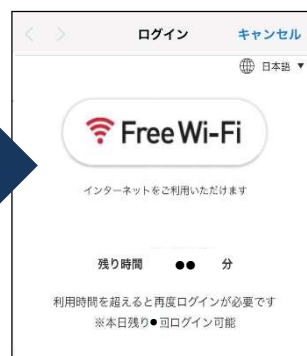 ログイン
キャンセル
日本語 ▼
Free Wi-Fi
インターネットをご利用いただけます
残り時間 ●● 分
利用時間を超えると再度ログインが必要です
※本日残り●回ログイン可能